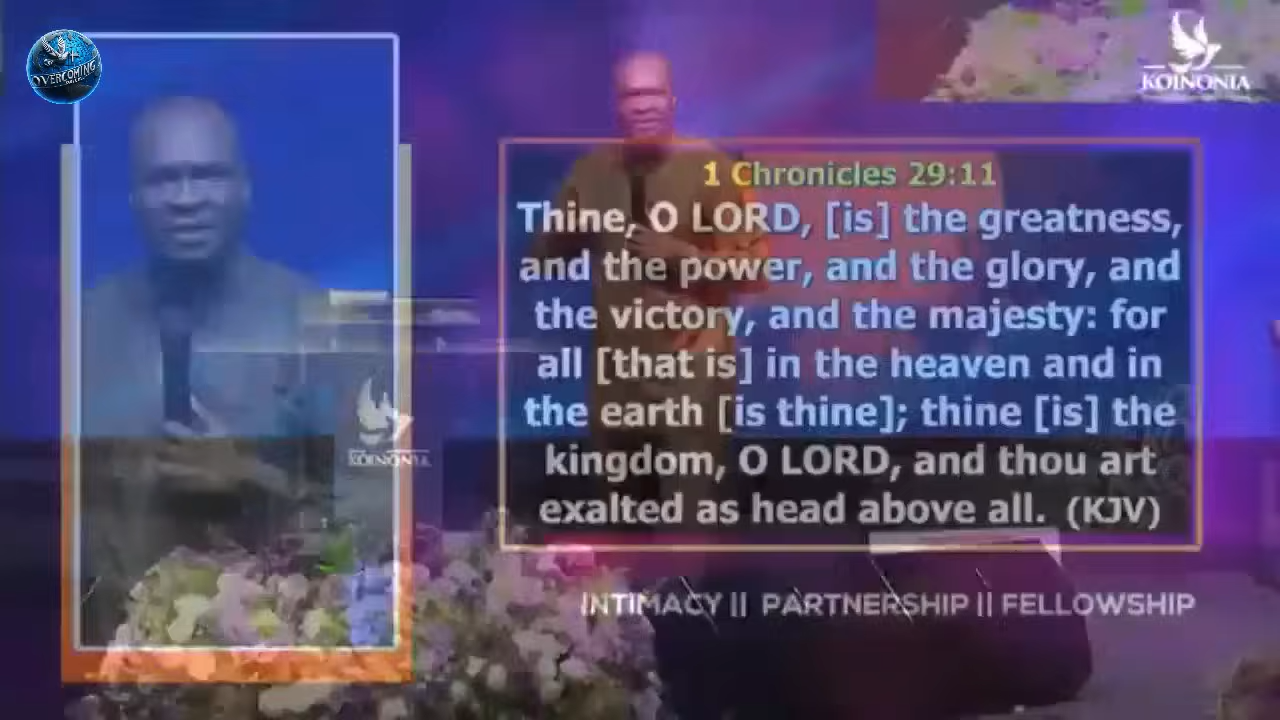 OVERCOMING
KOINONIA
1 Chronicles 29:11
Thine, O LORD, [is] the greatness,
and the power, and the glory, and
the victory, and the majesty: for
all [that is] in the heaven and in
the earth [is thine]; thine [is] the
kingdom, O LORD, and thou art
exalted as head above all. (KJV)
KOINONIA
INTIMACY || PARTNERSHIP || FELLOWSHIP